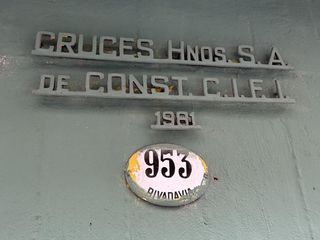 CRUCES HNOS. S.A.
DE CONST. C.I.F.I.
1981
953
RIVADAVIA